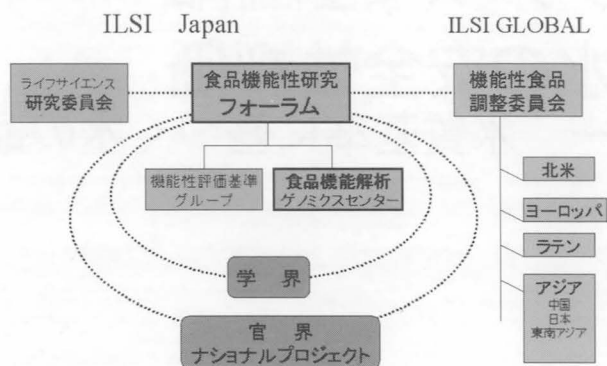 ILSI Japan
ILSI GLOBAL
ライフサイエンス
研究委員会
食品機能性研究
フォーラム
機能性食品
調整委員会
機能性評価基準
グループ
食品機能解析
ゲノミクスセンター
北米
ヨーロッパ
ラテン
アジア
中国
日本
東南アジア
学 界
官 界
ナショナルプロジェクト